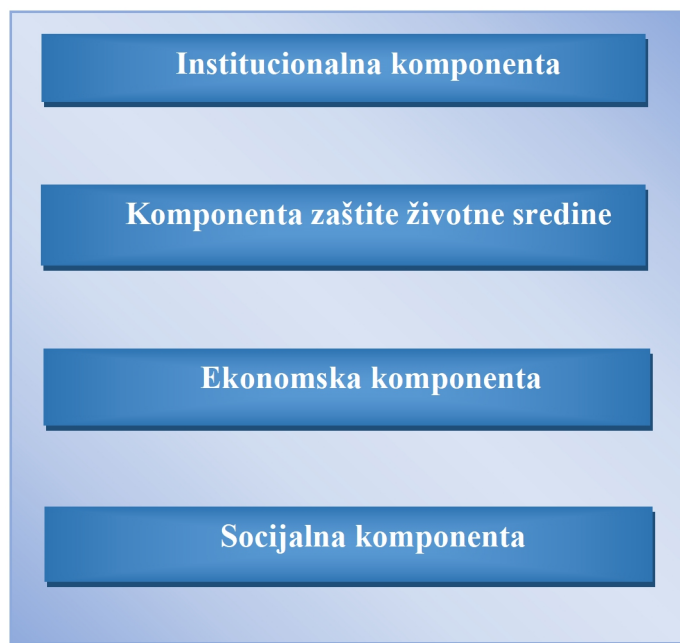 Institucionalna komponenta
Komponenta zaštite životne sredine
Ekonomska komponenta
Socijalna komponenta